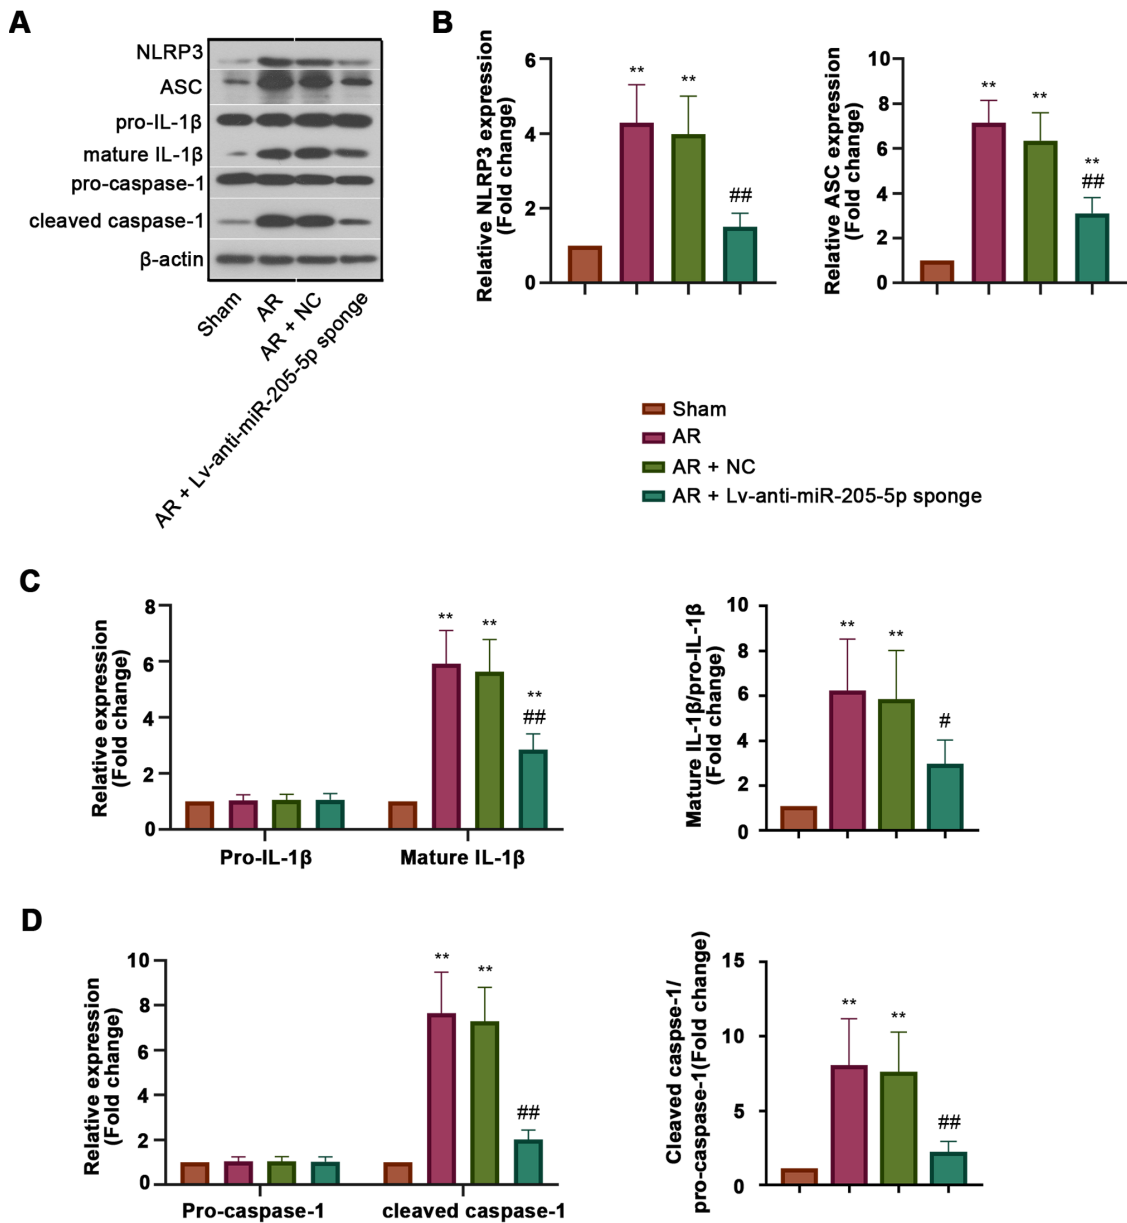 A
NLRP3
ASC
pro-IL-1β
mature IL-1β
pro-caspase-1
cleaved caspase-1
β-actin
Sham
AR
AR + NC
AR + Lv-anti-miR-205-5p sponge
B
Relative NLRP3 expression
(Fold change)
6
4
2
0
**
**
##
Relative ASC expression
(Fold change)
10
8
6
4
2
0
**
**
**
##
Sham
AR
AR + NC
AR + Lv-anti-miR-205-5p sponge
C
Relative expression
(Fold change)
8
6
4
2
0
**
**
**
##
Pro-IL-1β
Mature IL-1β
Mature IL-1β/pro-IL-1β
(Fold change)
10
8
6
4
2
0
**
**
#
D
Relative expression
(Fold change)
10
8
6
4
2
0
**
**
##
Pro-caspase-1
cleaved caspase-1
Cleaved caspse-1/
pro-caspase-1(Fold change)
15
10
5
0
**
**
##